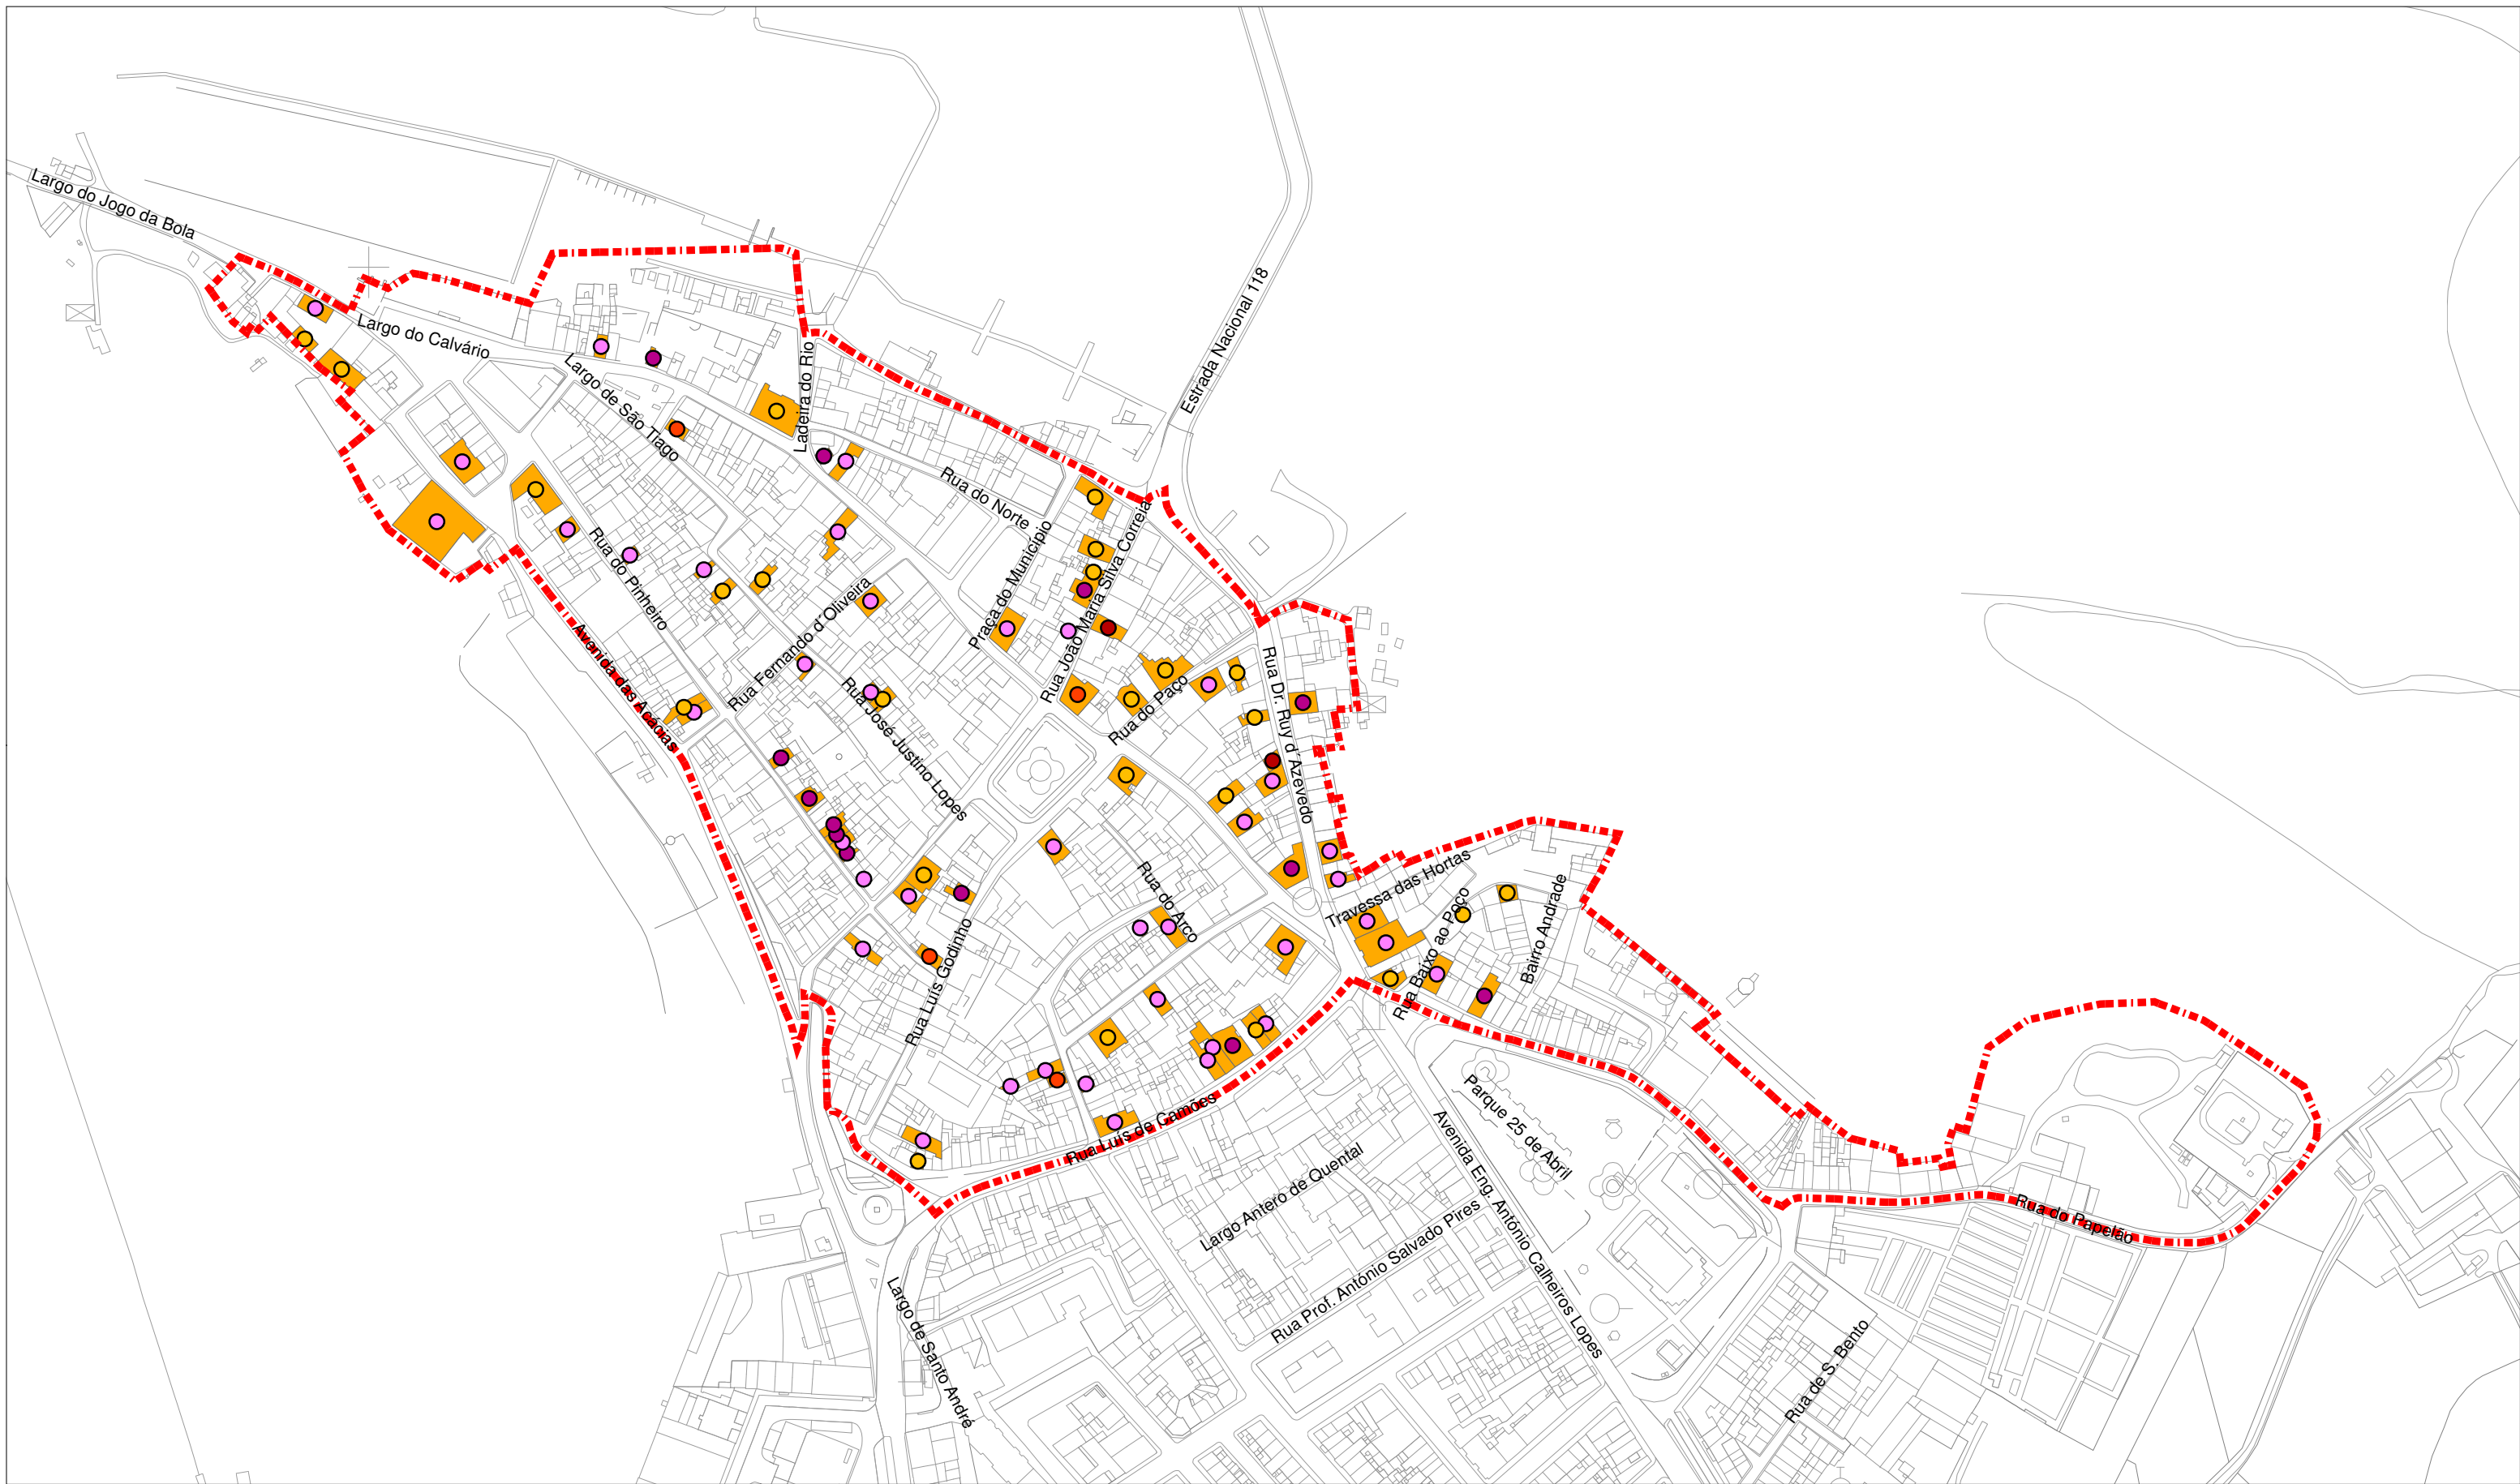 Largo do Jogo da Bola
Largo do Calvário
Largo de São Tiago
Ladeira do Rio
Estrada Nacional 118
Rua do Norte
Praça do Município
Rua João Maria Silva Correia
Rua do Pinheiro
Avenida das Acácias
Rua Fernando d´Oliveira
Rua José Justino Lopes
Rua do Paço
Rua Dr. Ruy d´Azevedo
Rua do Arco
Travessa das Hortas
Rua Baixo ao Poço
Bairro Andrade
Rua Luís Godinho
Rua Luís de Camões
Parque 25 de Abril
Avenida Eng. António Calheiros Lopes
Largo Antero de Quental
Rua Prof. António Salvado Pires
Largo de Santo André
Rua do Papelão
Rua de S. Bento